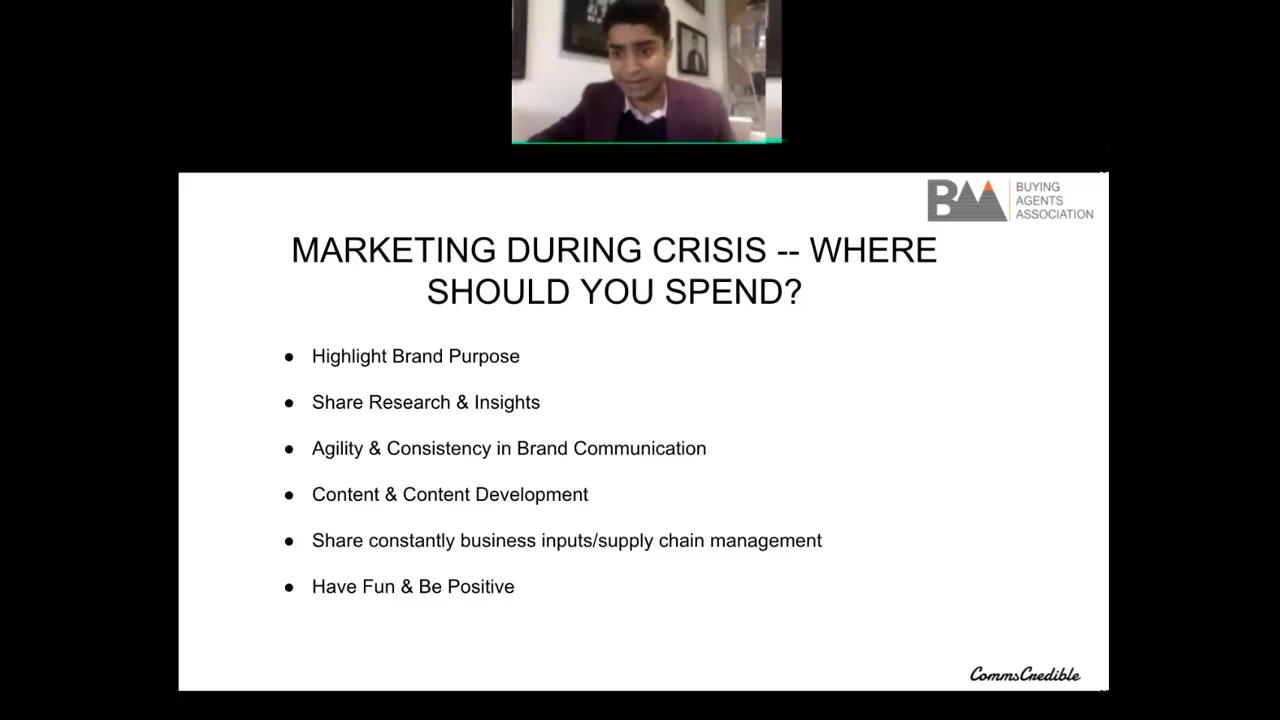 BAA
BUYING
AGENTS
ASSOCIATION
MARKETING DURING CRISIS -- WHERE
SHOULD YOU SPEND?
● Highlight Brand Purpose
● Share Research & Insights
● Agility & Consistency in Brand Communication
● Content & Content Development
● Share constantly business inputs/supply chain management
● Have Fun & Be Positive
CommsCredible